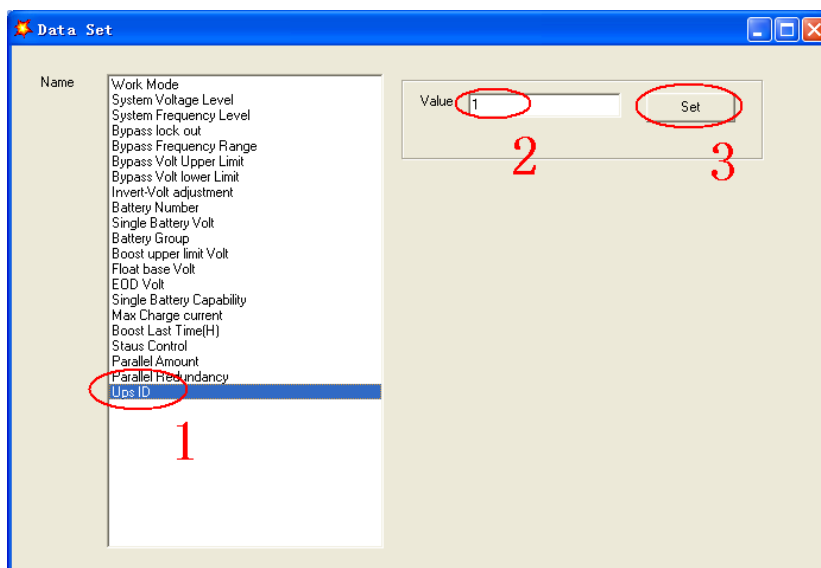 Data Set
Name
Work Mode
System Voltage Level
System Frequency Level
Bypass lock out
Bypass Frequency Range
Bypass Volt Upper Limit
Bypass Volt lower Limit
Invert-Volt adjustment
Battery Number
Single Battery Volt
Battery Group
Boost upper limit Volt
Float base Volt
EOD Volt
Single Battery Capability
Max Charge current
Boost Last Time(H)
Staus Control
Parallel Amount
Parallel Redundancy
Ups ID
1
Value 1
Set
2
3